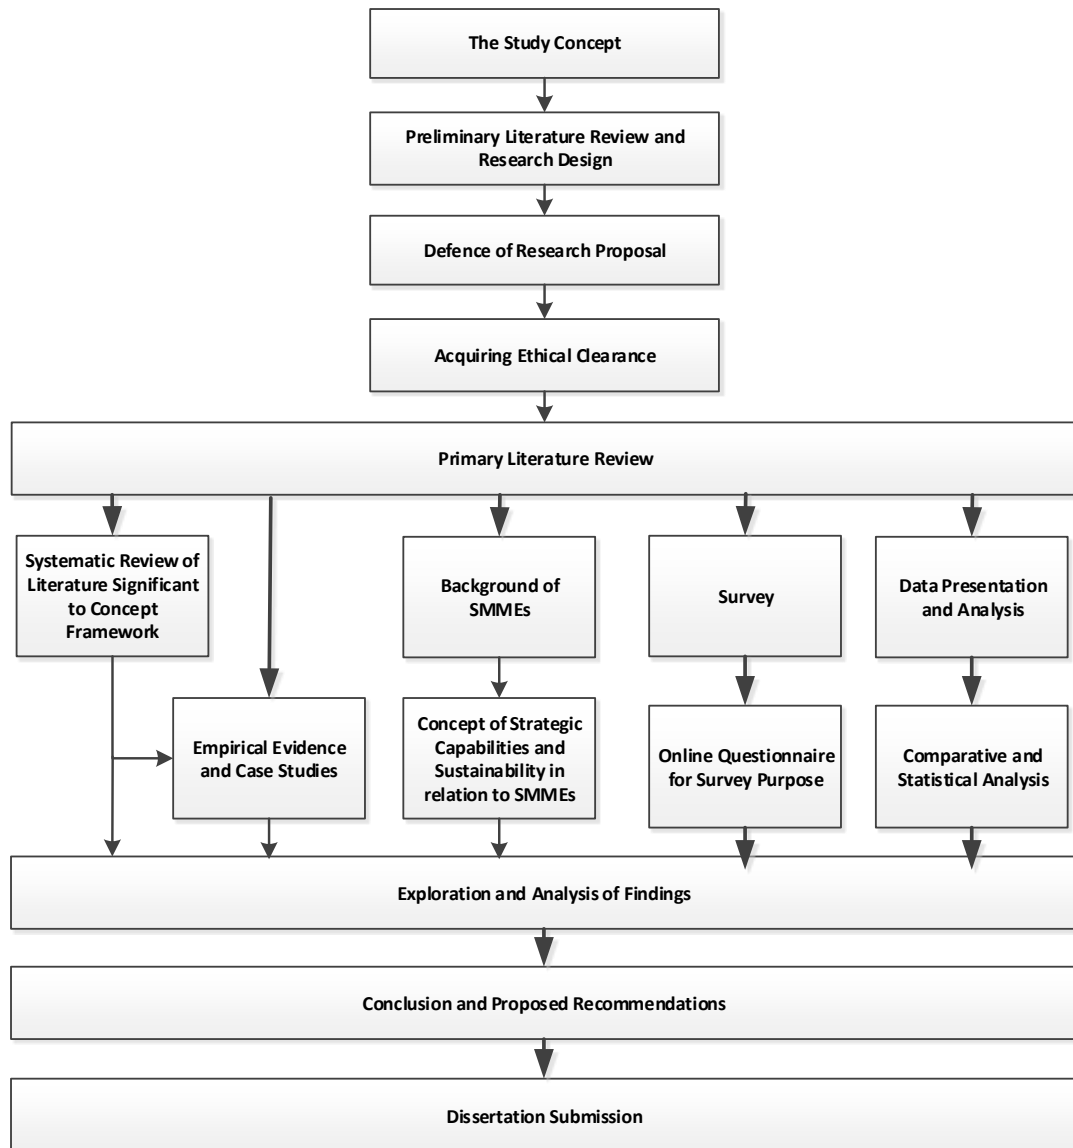 The Study Concept
Preliminary Literature Review and
Research Design
Defence of Research Proposal
Acquiring Ethical Clearance
Primary Literature Review
Systematic Review of
Literature Significant
to Concept
Framework
Background of
SMMEs
Survey
Data Presentation
and Analysis
Empirical Evidence
and Case Studies
Concept of Strategic
Capabilities and
Sustainability in
relation to SMMEs
Online Questionnaire
for Survey Purpose
Comparative and
Statistical Analysis
Exploration and Analysis of Findings
Conclusion and Proposed Recommendations
Dissertation Submission